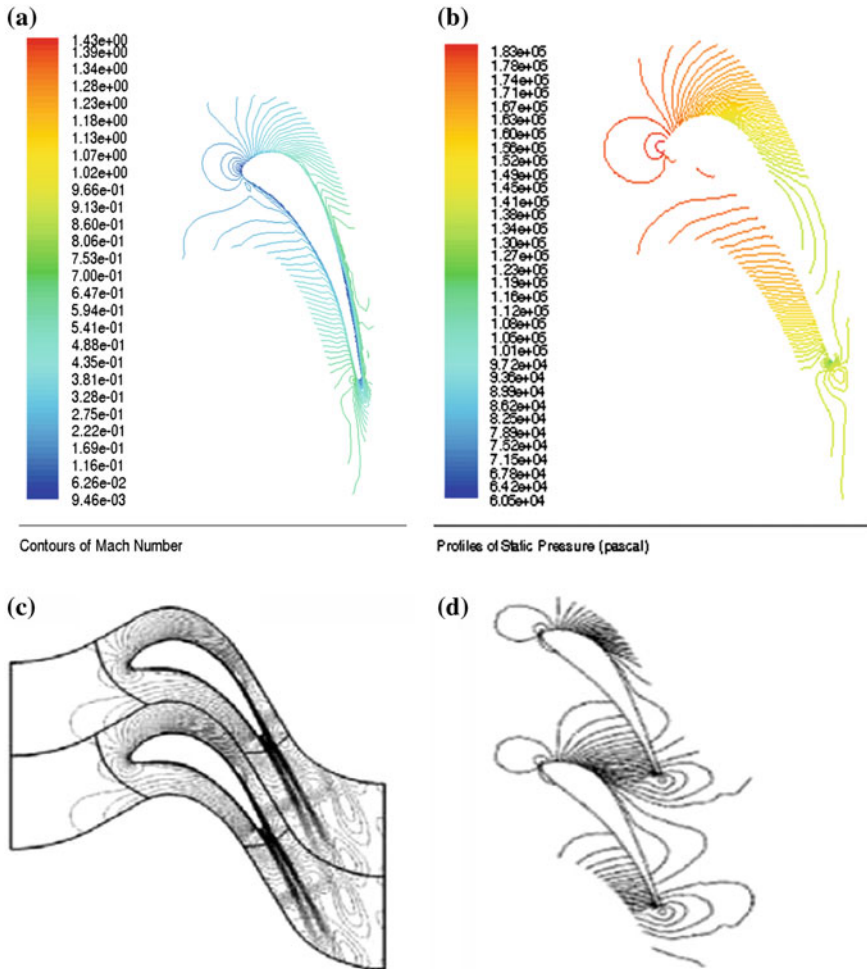 (a)
1.43e+00
1.39e+00
1.34e+00
1.28e+00
1.23e+00
1.18e+00
1.13e+00
1.07e+00
1.02e+00
9.66e-01
9.13e-01
8.60e-01
8.06e-01
7.53e-01
7.00e-01
6.47e-01
5.94e-01
5.41e-01
4.88e-01
4.35e-01
3.81e-01
3.28e-01
2.75e-01
2.22e-01
1.69e-01
1.16e-01
6.26e-02
9.46e-03
Contours of Mach Number
(b)
1.83e+05
1.78e+05
1.74e+05
1.71e+05
1.67e+05
1.63e+05
1.60e+05
1.56e+05
1.52e+05
1.49e+05
1.45e+05
1.41e+05
1.38e+05
1.34e+05
1.30e+05
1.27e+05
1.23e+05
1.19e+05
1.16e+05
1.12e+05
1.08e+05
1.05e+05
1.01e+05
9.72e+04
9.36e+04
8.99e+04
8.62e+04
8.25e+04
7.89e+04
7.52e+04
7.15e+04
6.78e+04
6.42e+04
6.05e+04
Profiles of Static Pressure (pascal)
(c)
(d)